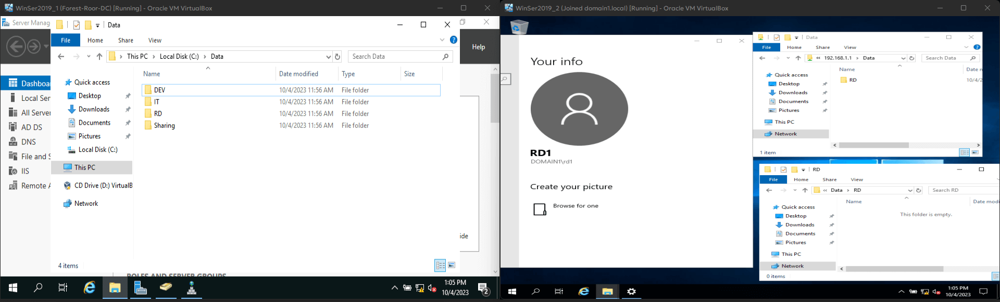 WinSer2019_1 (Forest-Roor-DC) [Running] - Oracle VM VirtualBox
Server Manag
Data
File Home Share View
Help
This PC > Local Disk (C:) > Data
Search Data
Name Date modified Type Size
Quick access
Desktop
Downloads
Documents
Pictures
Local Disk (C:)
This PC
CD Drive (D:) VirtualB
Network
DEV 10/4/2023 11:56 AM File folder
IT 10/4/2023 11:56 AM File folder
RD 10/4/2023 11:56 AM File folder
Sharing 10/4/2023 11:56 AM File folder
4 items
Dashboa
Local Ser
All Server
AD DS
DNS
File and S
IIS
Remote A
ide
ROLES AND SERVER GROUPS
1:05 PM
10/4/2023
2
WinSer2019_2 (Joined domain1.local) [Running] - Oracle VM VirtualBox
Your info
RD1
DOMAIN1\rd1
Create your picture
Browse for one
Data
File Home Share View
« 192.168.1.1 > Data
Search Data
Name Date n
Quick access
Desktop
Downloads
Documents
Pictures
This PC
Network
RD 10/4/2
1 item
RD
File Home Share View
« Data > RD
Search RD
Name Date modi
Quick access
Desktop
Downloads
Documents
Pictures
This PC
Network
This folder is empty.
0 items
1:05 PM
10/4/2023